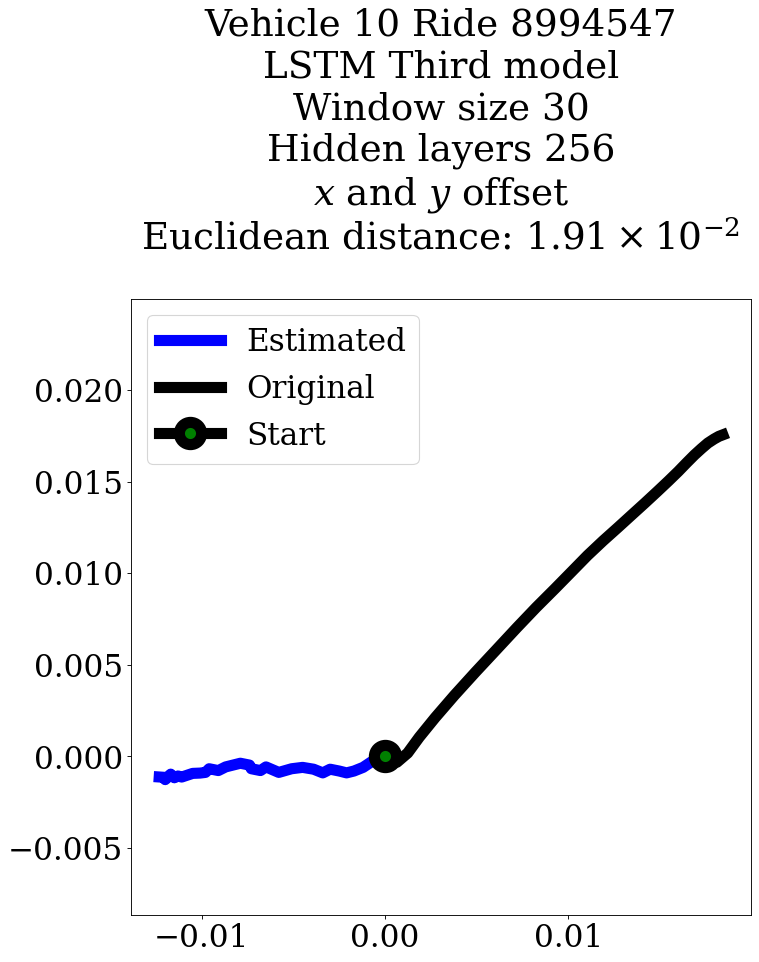 Vehicle 10 Ride 8994547
LSTM Third model
Window size 30
Hidden layers 256
x and y offset
Euclidean distance: 1.91 × 10⁻²
Estimated
Original
Start
0.020
0.015
0.010
0.005
0.000
−0.005
−0.01
0.00
0.01